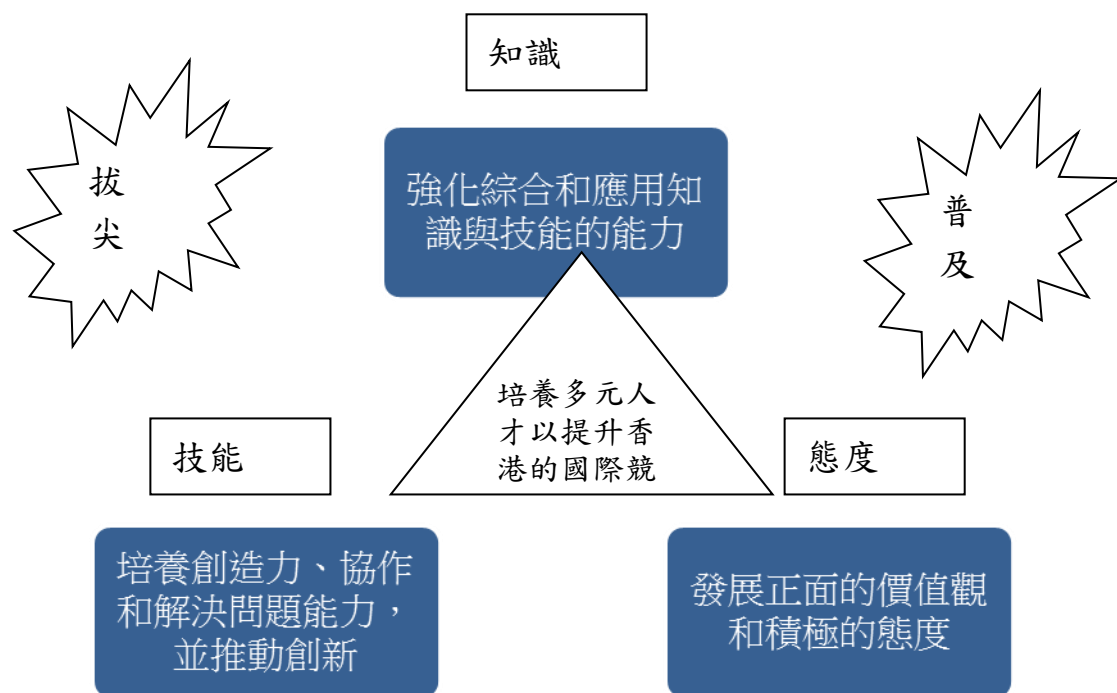 知識
拔
尖
普
及
強化綜合和應用知
識與技能的能力
培養多元人
才以提升香
港的國際競
技能
態度
培養創造力、協作
和解決問題能力，
並推動創新
發展正面的價值觀
和積極的態度